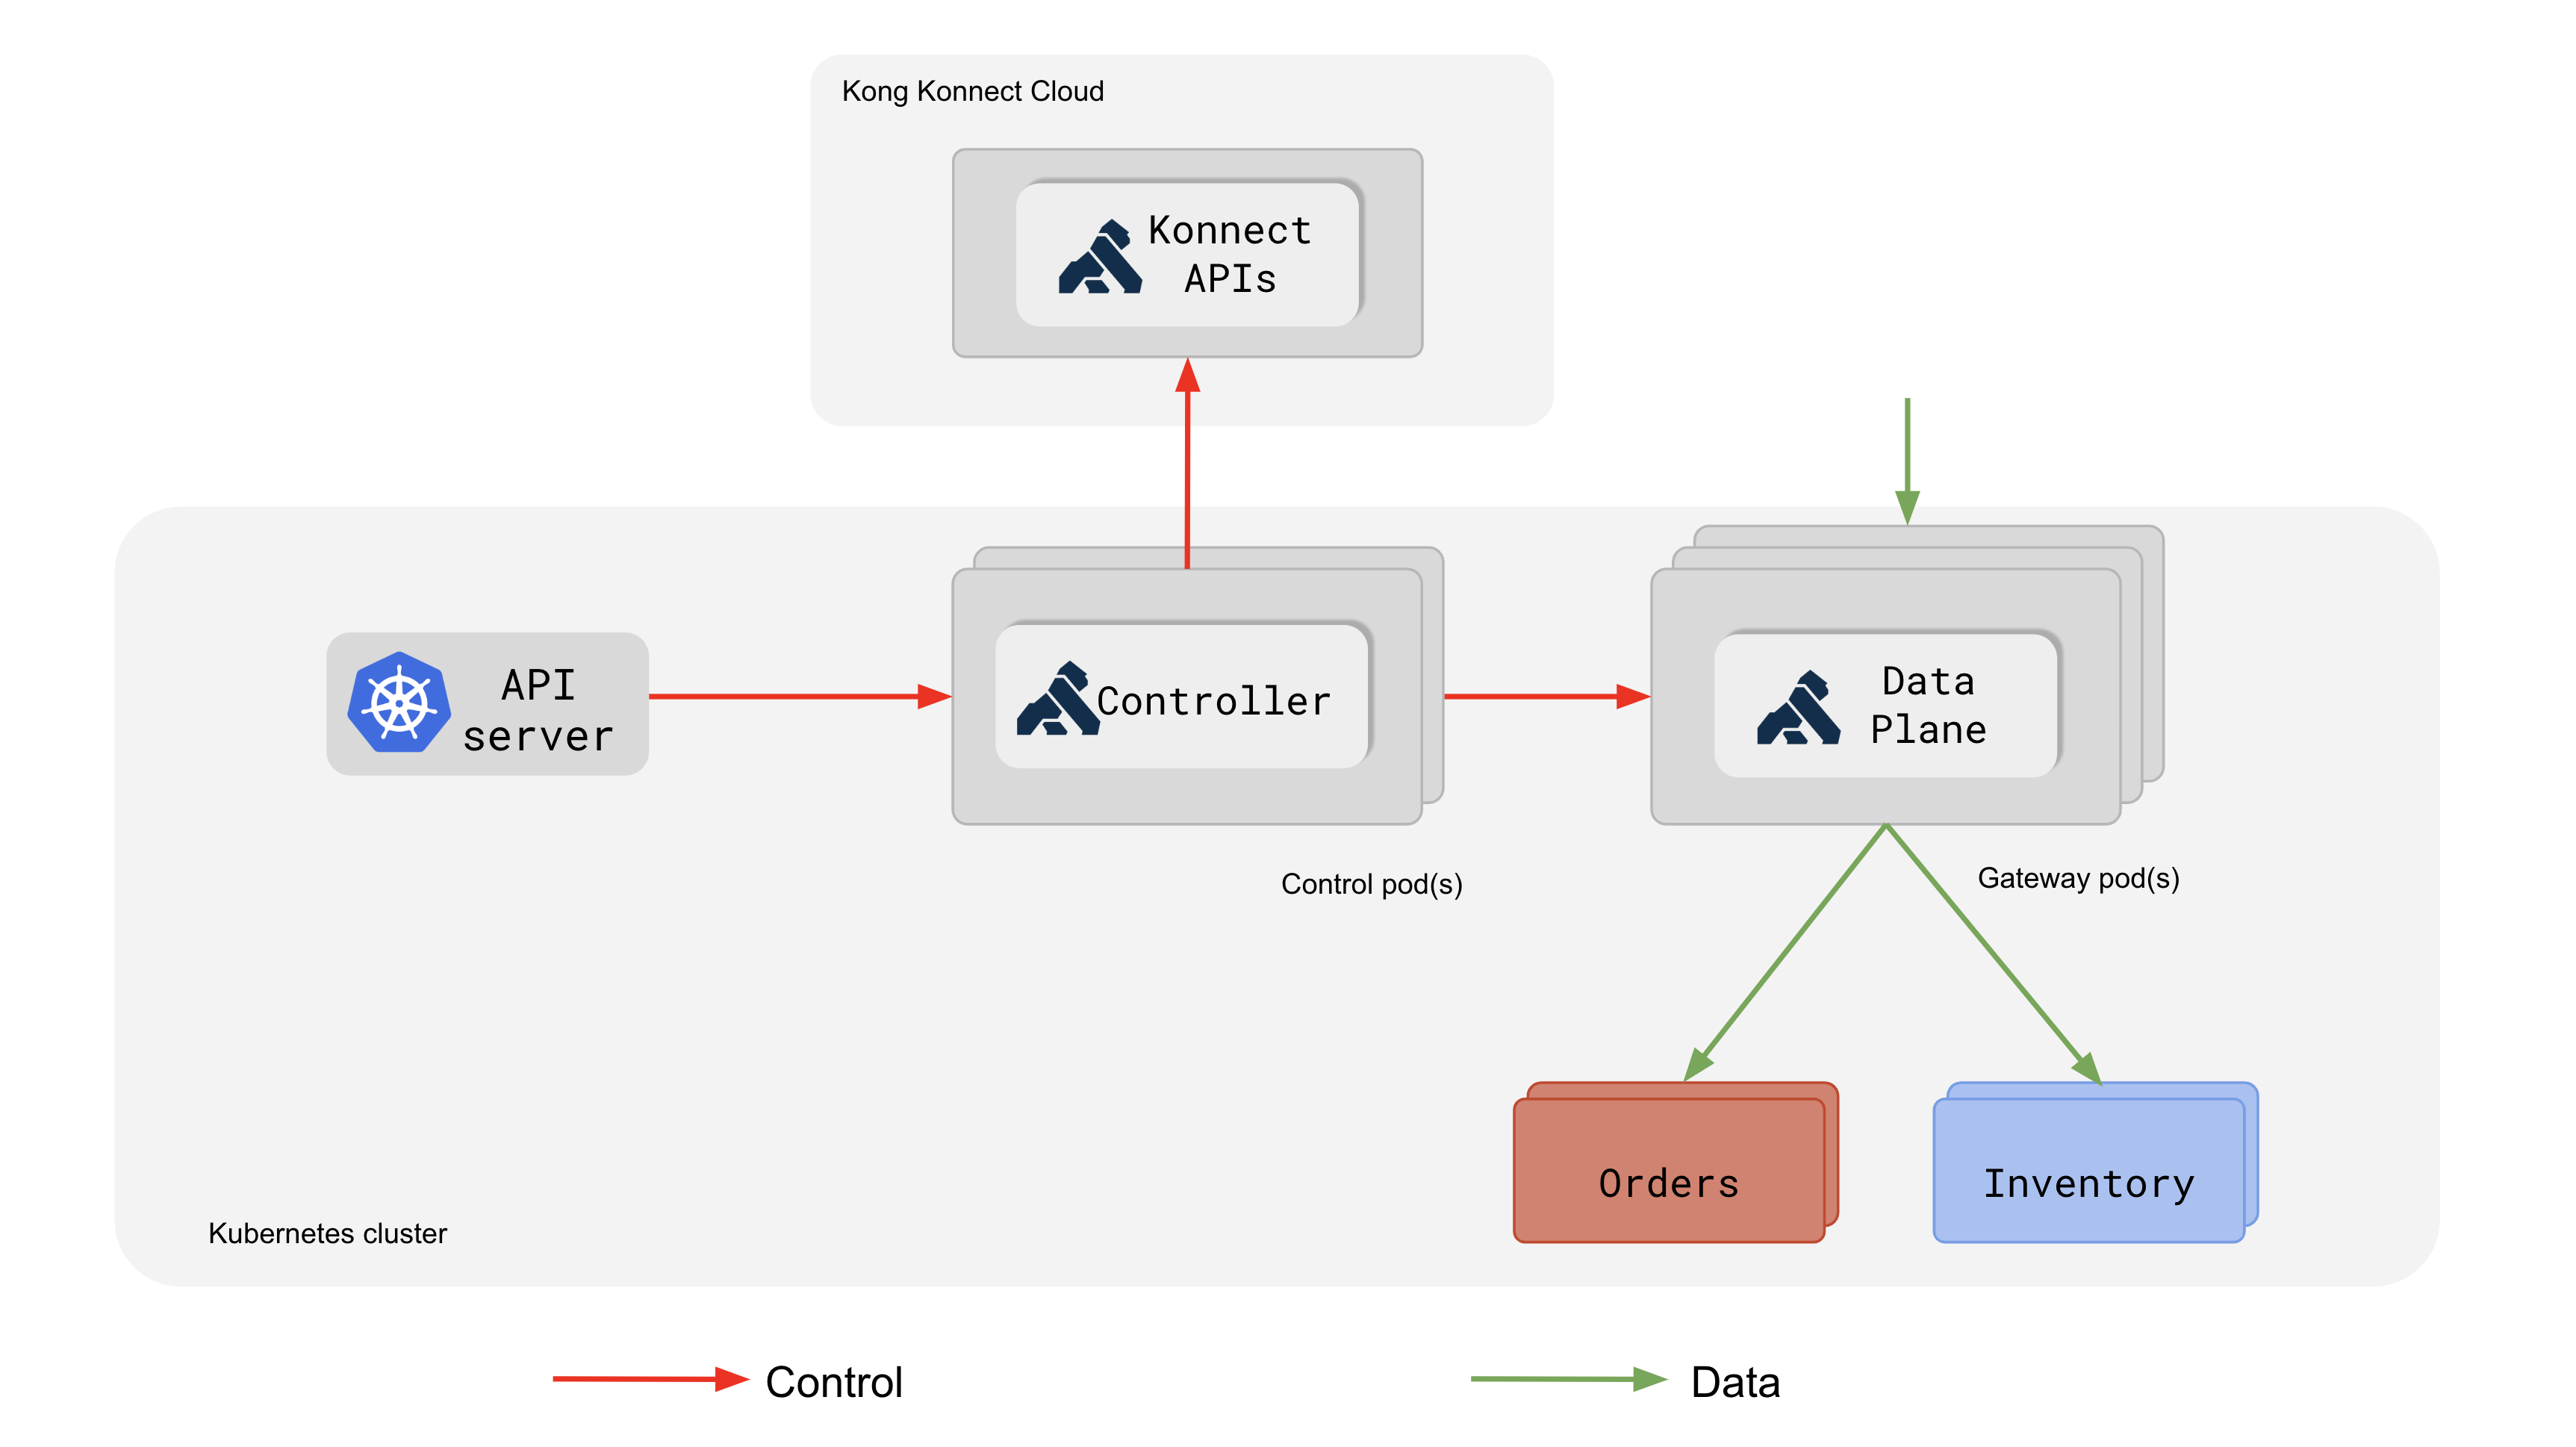 Kong Konnect Cloud
Konnect
APIs
API
server
Controller
Data
Plane
Control pod(s)
Gateway pod(s)
Orders
Inventory
Kubernetes cluster
Control
Data